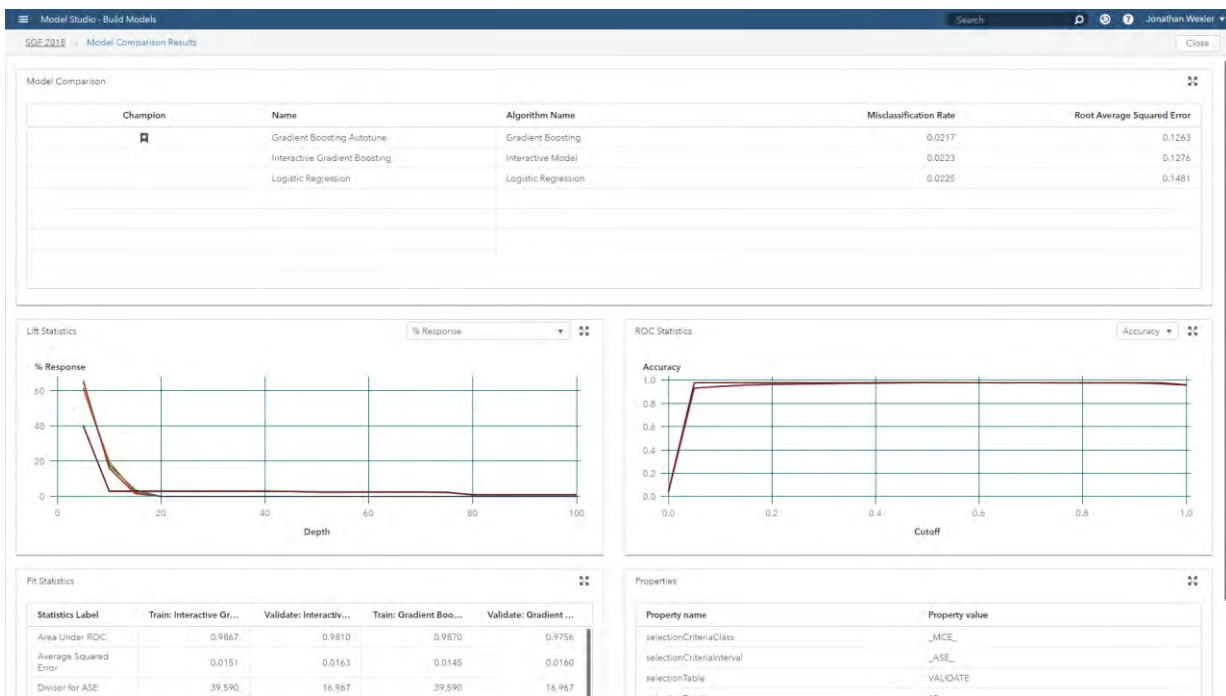 Model Studio - Build Models Search Jonathan Wexler
SGF 2018 Model Comparison Results Close
Model Comparison
Champion Name Algorithm Name Misclassification Rate Root Average Squared Error
Gradient Boosting Autotune Gradient Boosting 0.0217 0.1263
Interactive Gradient Boosting Interactive Model 0.0223 0.1276
Logistic Regression Logistic Regression 0.0225 0.1481
Lift Statistics % Response
% Response
60
40
20
0
0 20 40 60 80 100
Depth
ROC Statistics Accuracy
Accuracy
1.0
0.8
0.6
0.4
0.2
0.0
0.0 0.2 0.4 0.6 0.8 1.0
Cutoff
Fit Statistics
Statistics Label Train: Interactive Gr... Validate: Interactiv... Train: Gradient Boo... Validate: Gradient ...
Area Under ROC 0.9867 0.9810 0.9870 0.9756
Average Squared
Error 0.0151 0.0163 0.0145 0.0160
Divisor for ASE 39,590 16,967 39,590 16,967
Properties
Property name Property value
selectionCriteriaClass _MCE_
selectionCriteriaInterval _ASE_
selectionTable VALIDATE